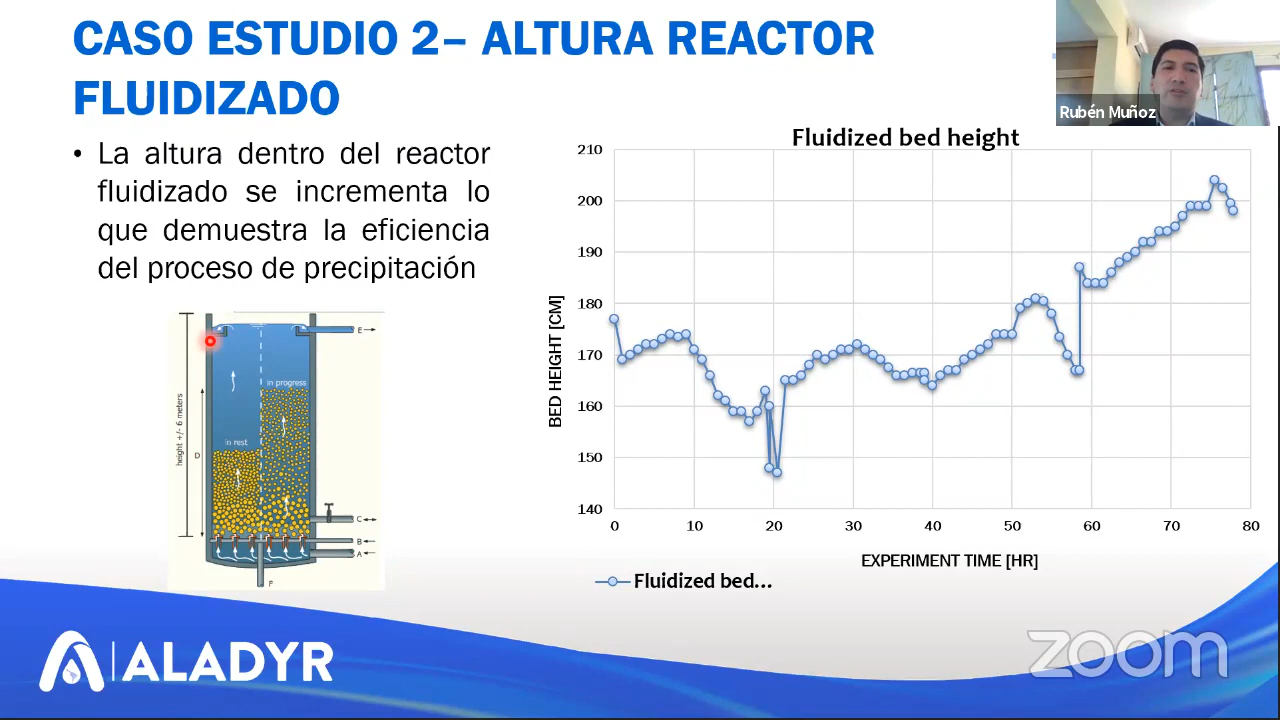 CASO ESTUDIO 2– ALTURA REACTOR
FLUIDIZADO
Rubén Muñoz
• La altura dentro del reactor
fluidizado se incrementa lo
que demuestra la eficiencia
del proceso de precipitación
height +/- 6 meters
D
in rest
in progress
E
C
B
A
F
Fluidized bed height
BED HEIGHT [CM]
210
200
190
180
170
160
150
140
0 10 20 30 40 50 60 70 80
EXPERIMENT TIME [HR]
Fluidized bed...
ALADYR
zoom